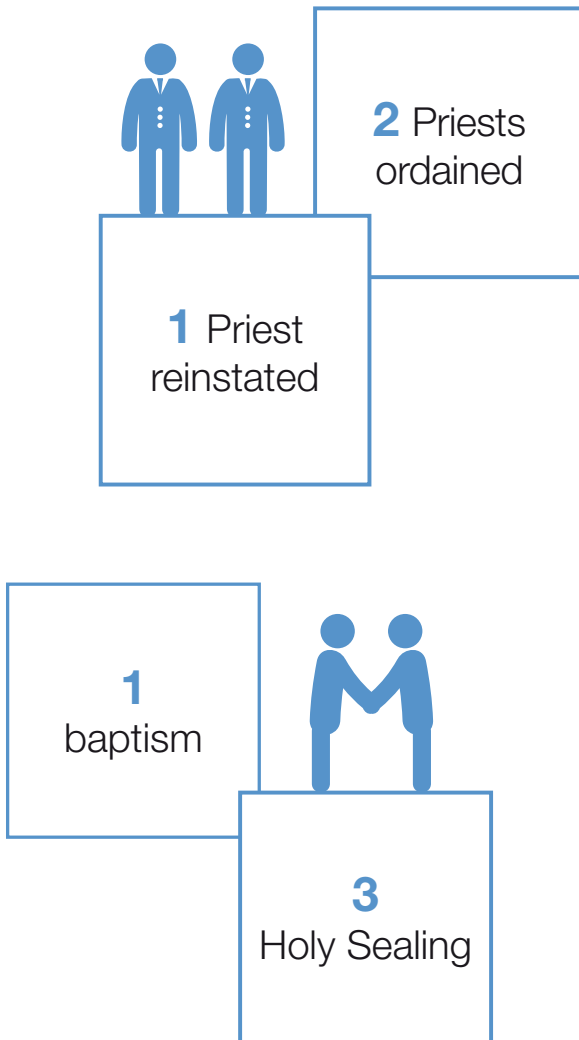 2 Priests
ordained
1 Priest
reinstated
1
baptism
3
Holy Sealing